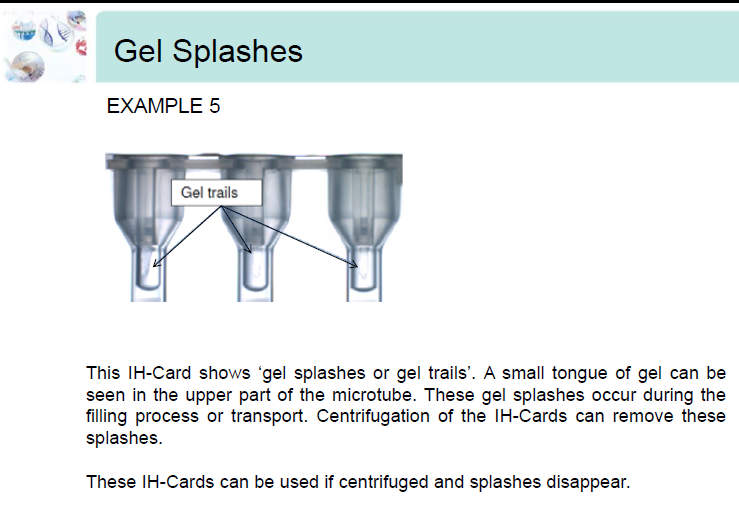 Gel Splashes
EXAMPLE 5
Gel trails
This IH-Card shows ‘gel splashes or gel trails’. A small tongue of gel can be
seen in the upper part of the microtube. These gel splashes occur during the
filling process or transport. Centrifugation of the IH-Cards can remove these
splashes.
These IH-Cards can be used if centrifuged and splashes disappear.